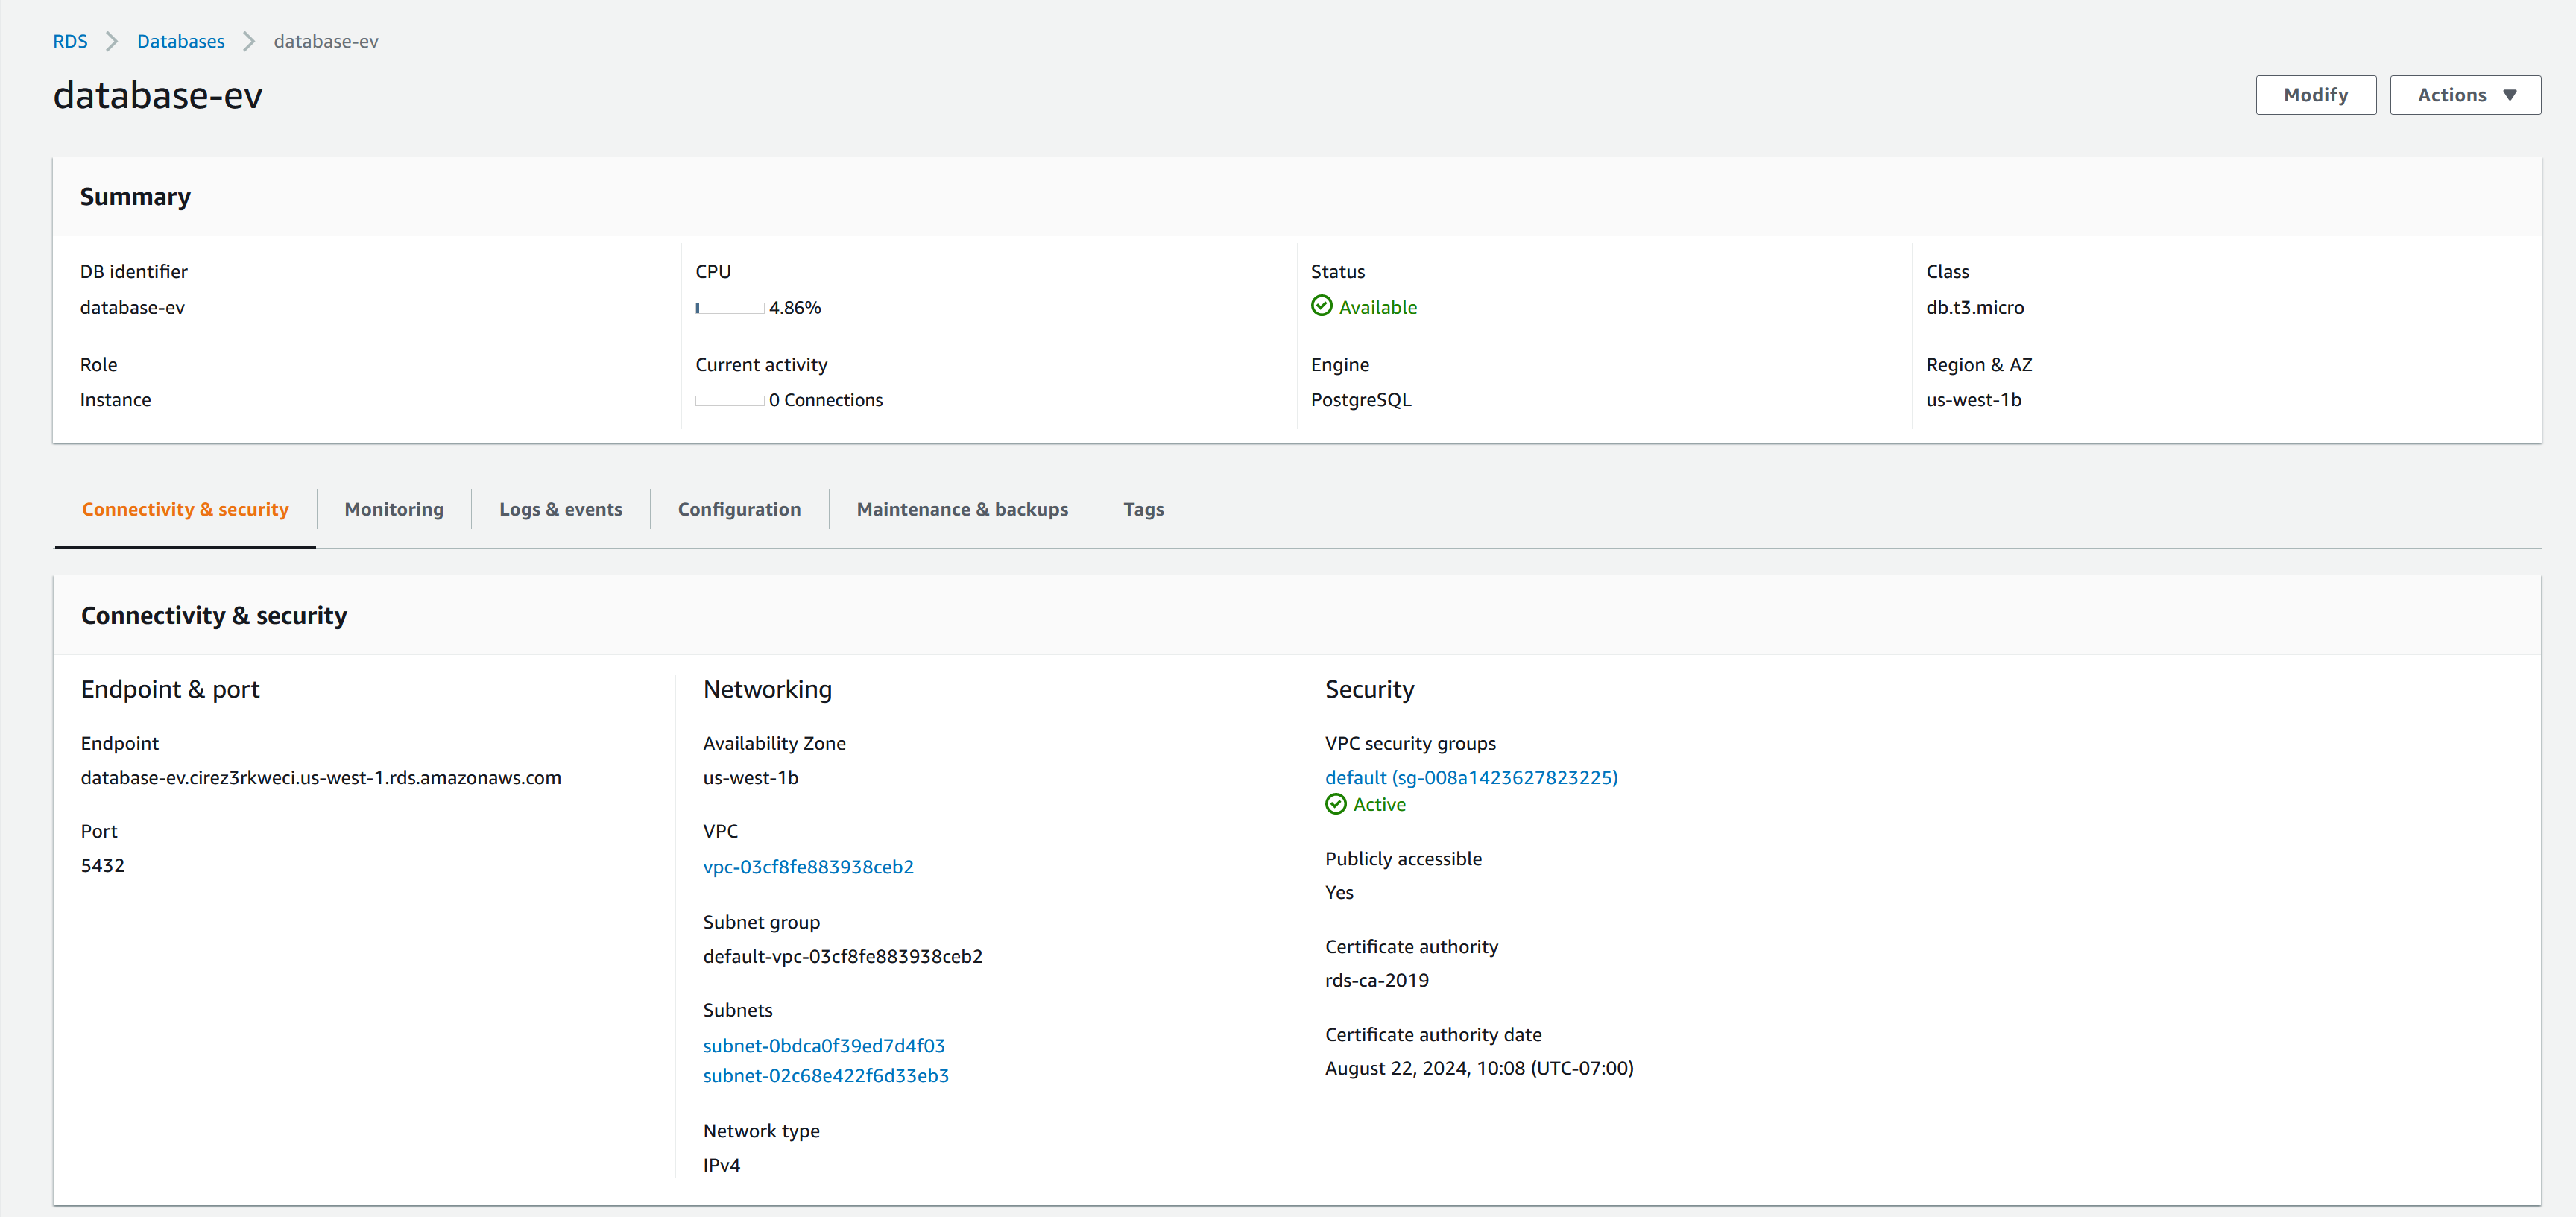 RDS > Databases > database-ev
database-ev
Modify
Actions
Summary
DB identifier
database-ev
CPU
4.86%
Status
Available
Class
db.t3.micro
Role
Instance
Current activity
0 Connections
Engine
PostgreSQL
Region & AZ
us-west-1b
Connectivity & security
Monitoring
Logs & events
Configuration
Maintenance & backups
Tags
Connectivity & security
Endpoint & port
Endpoint
database-ev.cirez3rkweci.us-west-1.rds.amazonaws.com
Port
5432
Networking
Availability Zone
us-west-1b
VPC
vpc-03cf8fe883938ceb2
Subnet group
default-vpc-03cf8fe883938ceb2
Subnets
subnet-0bdca0f39ed7d4f03
subnet-02c68e422f6d33eb3
Network type
IPv4
Security
VPC security groups
default (sg-008a1423627823225)
Active
Publicly accessible
Yes
Certificate authority
rds-ca-2019
Certificate authority date
August 22, 2024, 10:08 (UTC-07:00)